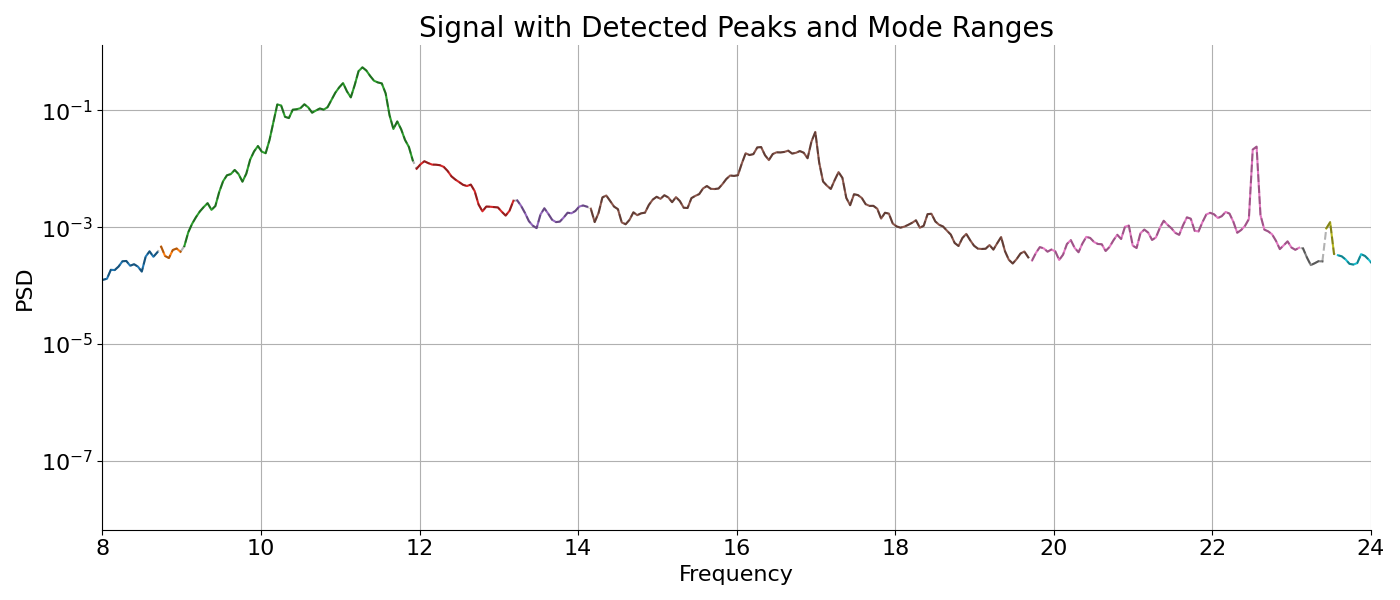 Signal with Detected Peaks and Mode Ranges
PSD
10⁻¹
10⁻³
10⁻⁵
10⁻⁷
8 10 12 14 16 18 20 22 24
Frequency